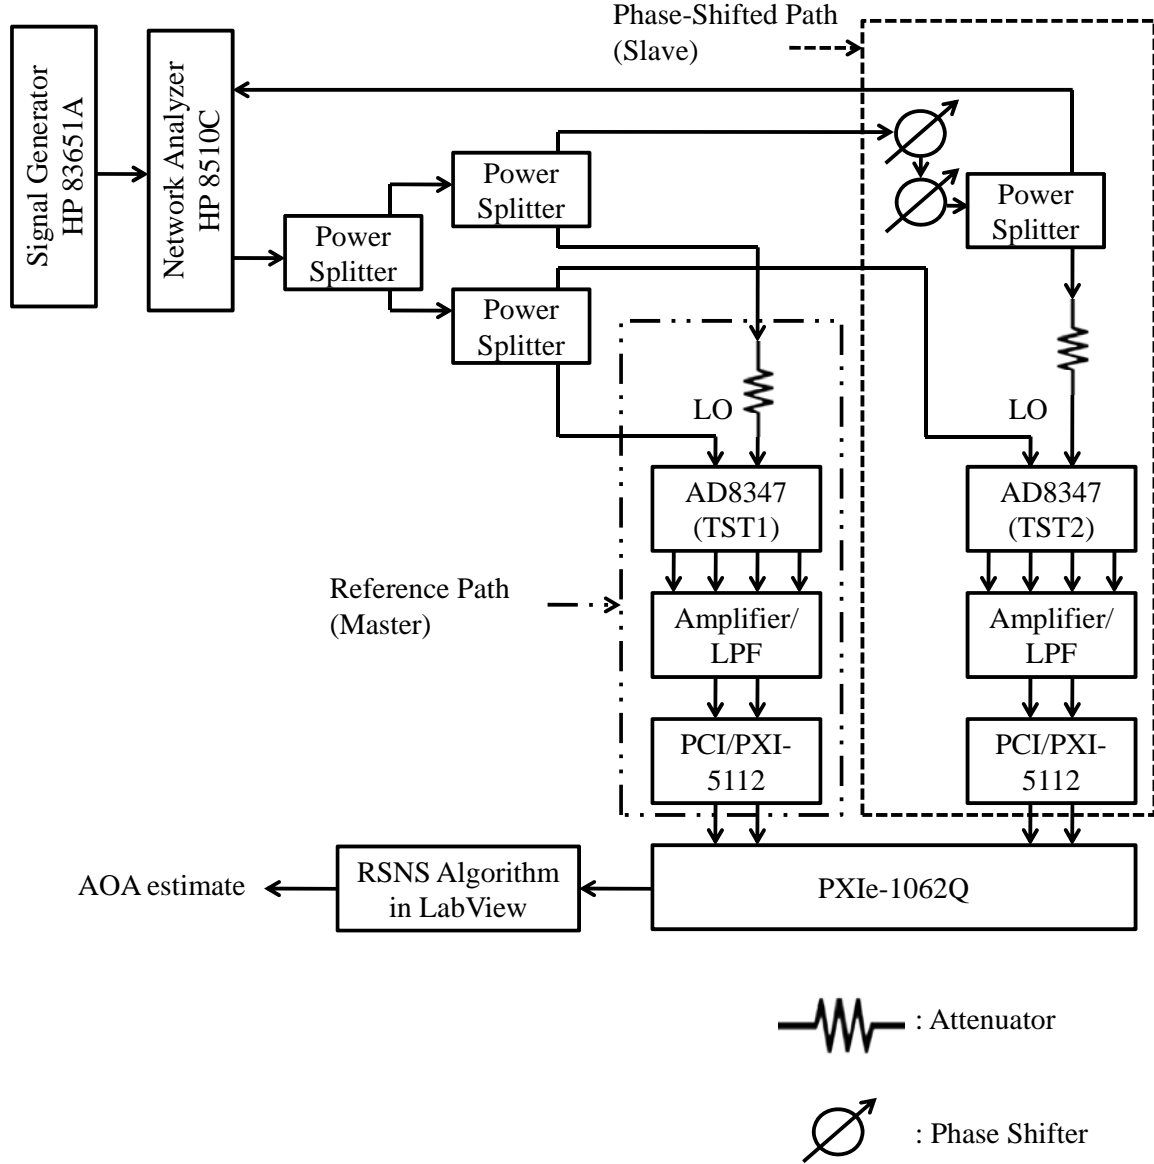 Phase-Shifted Path
(Slave)
Signal Generator
HP 83651A
Network Analyzer
HP 8510C
Power
Splitter
Power
Splitter
Power
Splitter
Power
Splitter
LO
LO
AD8347
(TST1)
AD8347
(TST2)
Reference Path
(Master)
Amplifier/
LPF
Amplifier/
LPF
PCI/PXI-
5112
PCI/PXI-
5112
AOA estimate
RSNS Algorithm
in LabView
PXIe-1062Q
: Attenuator
: Phase Shifter